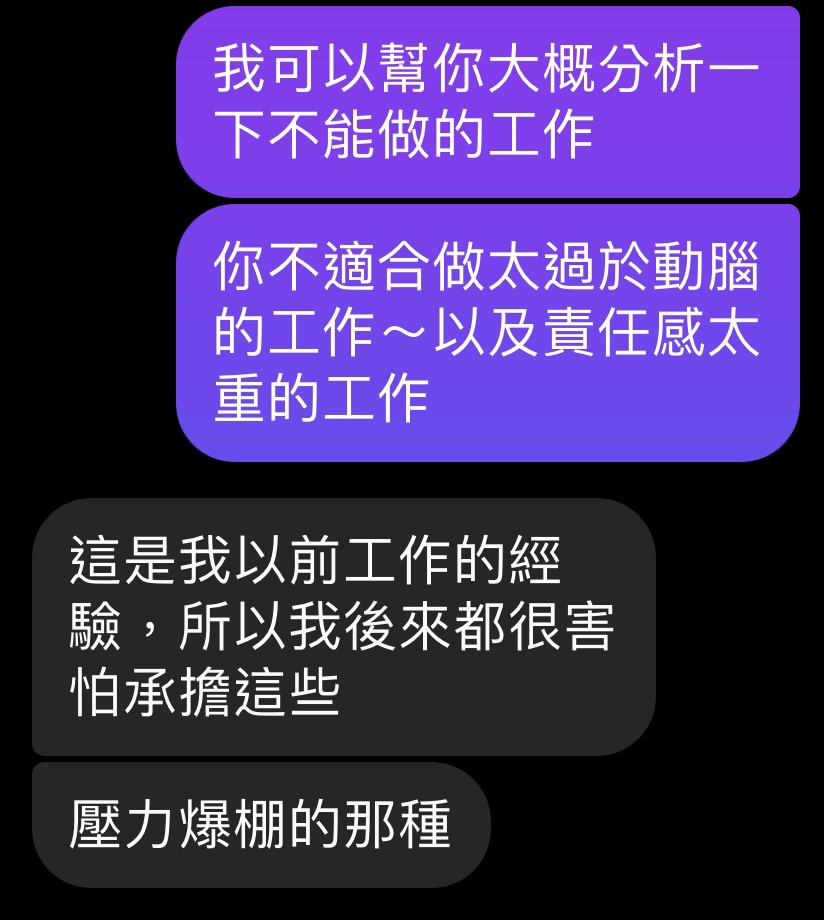 我可以幫你大概分析一
下不能做的工作
你不適合做太過於動腦
的工作～以及責任感太
重的工作
這是我以前工作的經
驗，所以我後來都很害
怕承擔這些
壓力爆棚的那種